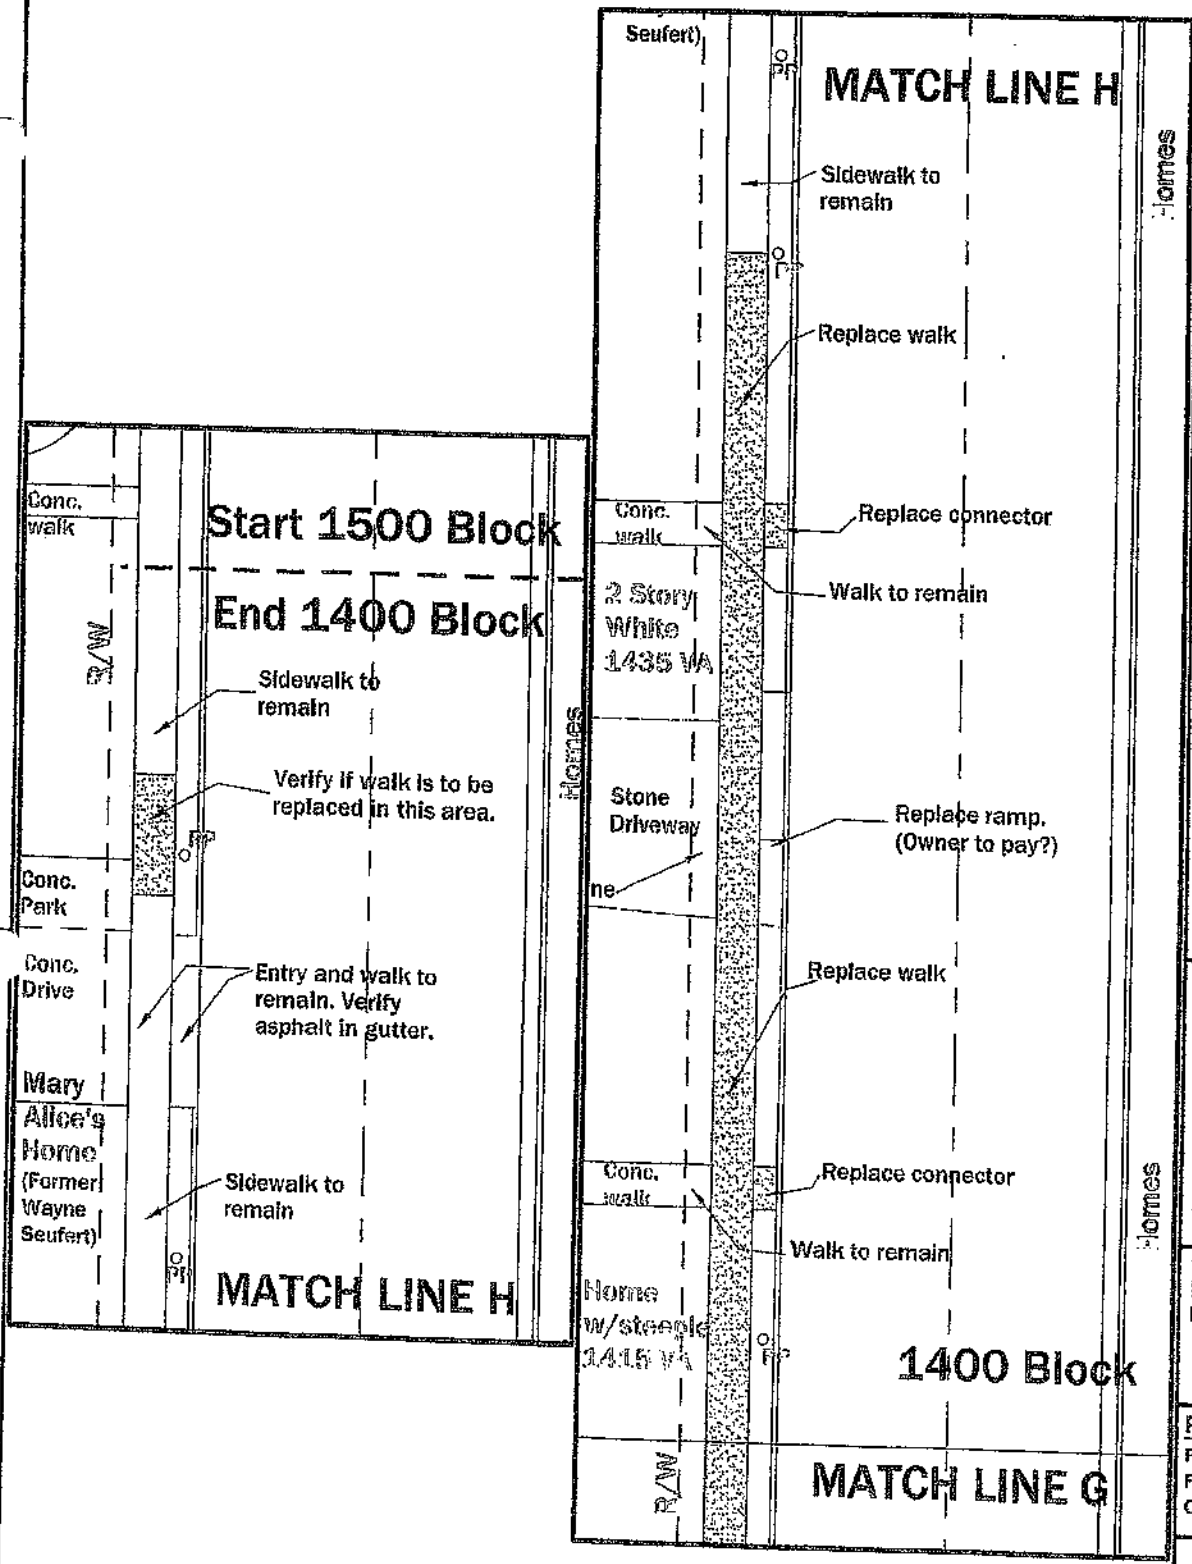 Conc.
walk
Start 1500 Block
End 1400 Block
R/W
Sidewalk to
remain
Homes
Verify if walk is to be
replaced in this area.
PP
Conc.
Park
Conc.
Drive
Entry and walk to
remain. Verify
asphalt in gutter.
Mary
Alice's
Home
(Former
Wayne
Seufert)
Sidewalk to
remain
PP
MATCH LINE H
Seufert)
PP
MATCH LINE H
Homes
Sidewalk to
remain
PP
Replace walk
Conc.
walk
Replace connector
Walk to remain
2 Story
White
1435 VA
Stone
Driveway
Replace ramp.
(Owner to pay?)
ne
Replace walk
Conc.
walk
Replace connector
Homes
Walk to remain
Home
w/steeple
1415 VA
PP
1400 Block
R/W
MATCH LINE G